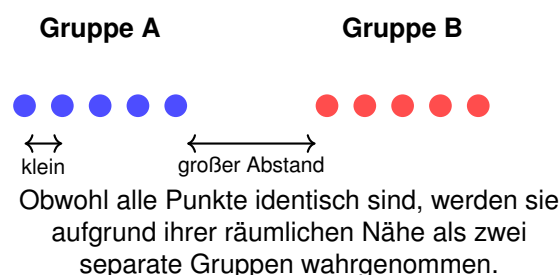 Gruppe A
Gruppe B
klein
großer Abstand
Obwohl alle Punkte identisch sind, werden sie
aufgrund ihrer räumlichen Nähe als zwei
separate Gruppen wahrgenommen.